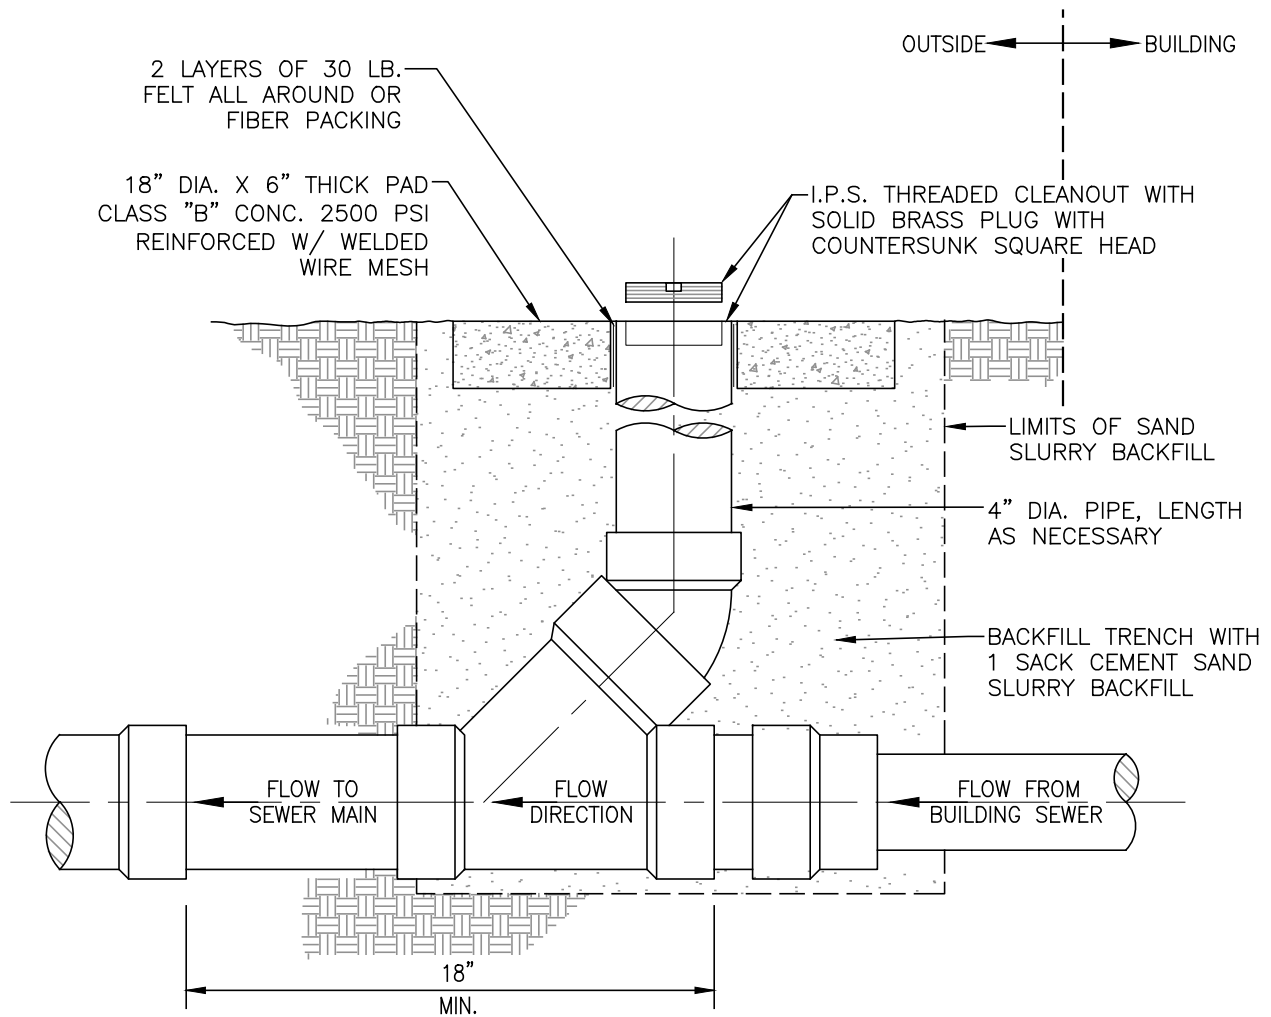 OUTSIDE
BUILDING
2 LAYERS OF 30 LB.
FELT ALL AROUND OR
FIBER PACKING
18" DIA. X 6" THICK PAD
CLASS "B" CONC. 2500 PSI
REINFORCED W/ WELDED
WIRE MESH
I.P.S. THREADED CLEANOUT WITH
SOLID BRASS PLUG WITH
COUNTERSUNK SQUARE HEAD
LIMITS OF SAND
SLURRY BACKFILL
4" DIA. PIPE, LENGTH
AS NECESSARY
BACKFILL TRENCH WITH
1 SACK CEMENT SAND
SLURRY BACKFILL
FLOW TO
SEWER MAIN
FLOW
DIRECTION
FLOW FROM
BUILDING SEWER
18"
MIN.